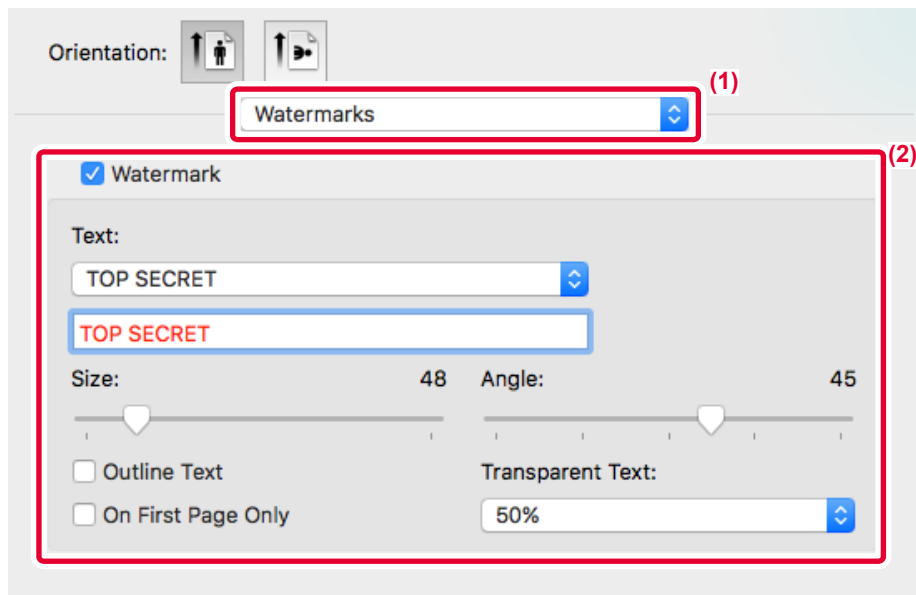 Orientation:
(1)
Watermarks
(2)
Watermark
Text:
TOP SECRET
TOP SECRET
Size: 48 Angle: 45
Outline Text Transparent Text:
On First Page Only 50%